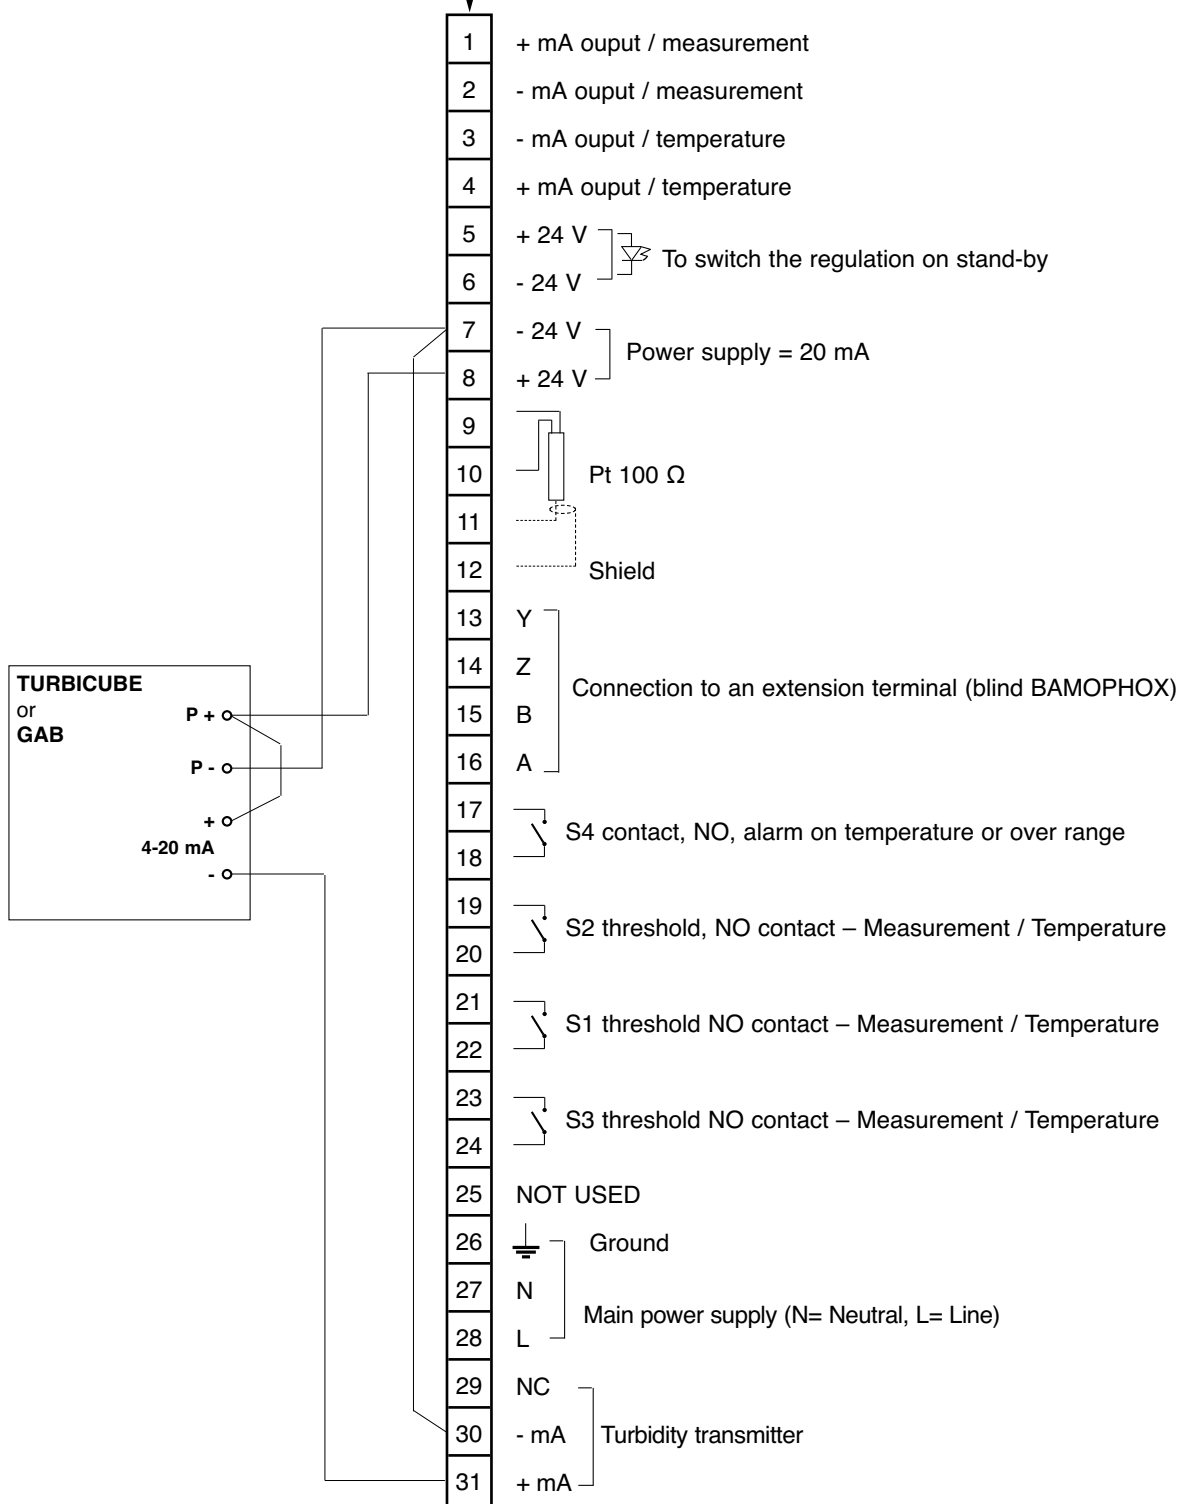 1 + mA ouput / measurement
2 - mA ouput / measurement
3 - mA ouput / temperature
4 + mA ouput / temperature
5 + 24 V
To switch the regulation on stand-by
6 - 24 V
7 - 24 V
Power supply = 20 mA
8 + 24 V
9
10 Pt 100 Ω
11
12 Shield
13 Y
14 Z
Connection to an extension terminal (blind BAMOPHOX)
15 B
16 A
TURBICUBE
or
GAB
P +
P -
+
4-20 mA
-
17
S4 contact, NO, alarm on temperature or over range
18
19
S2 threshold, NO contact – Measurement / Temperature
20
21
S1 threshold NO contact – Measurement / Temperature
22
23
S3 threshold NO contact – Measurement / Temperature
24
25 NOT USED
26 Ground
27 N
Main power supply (N= Neutral, L= Line)
28 L
29 NC
30 - mA Turbidity transmitter
31 + mA